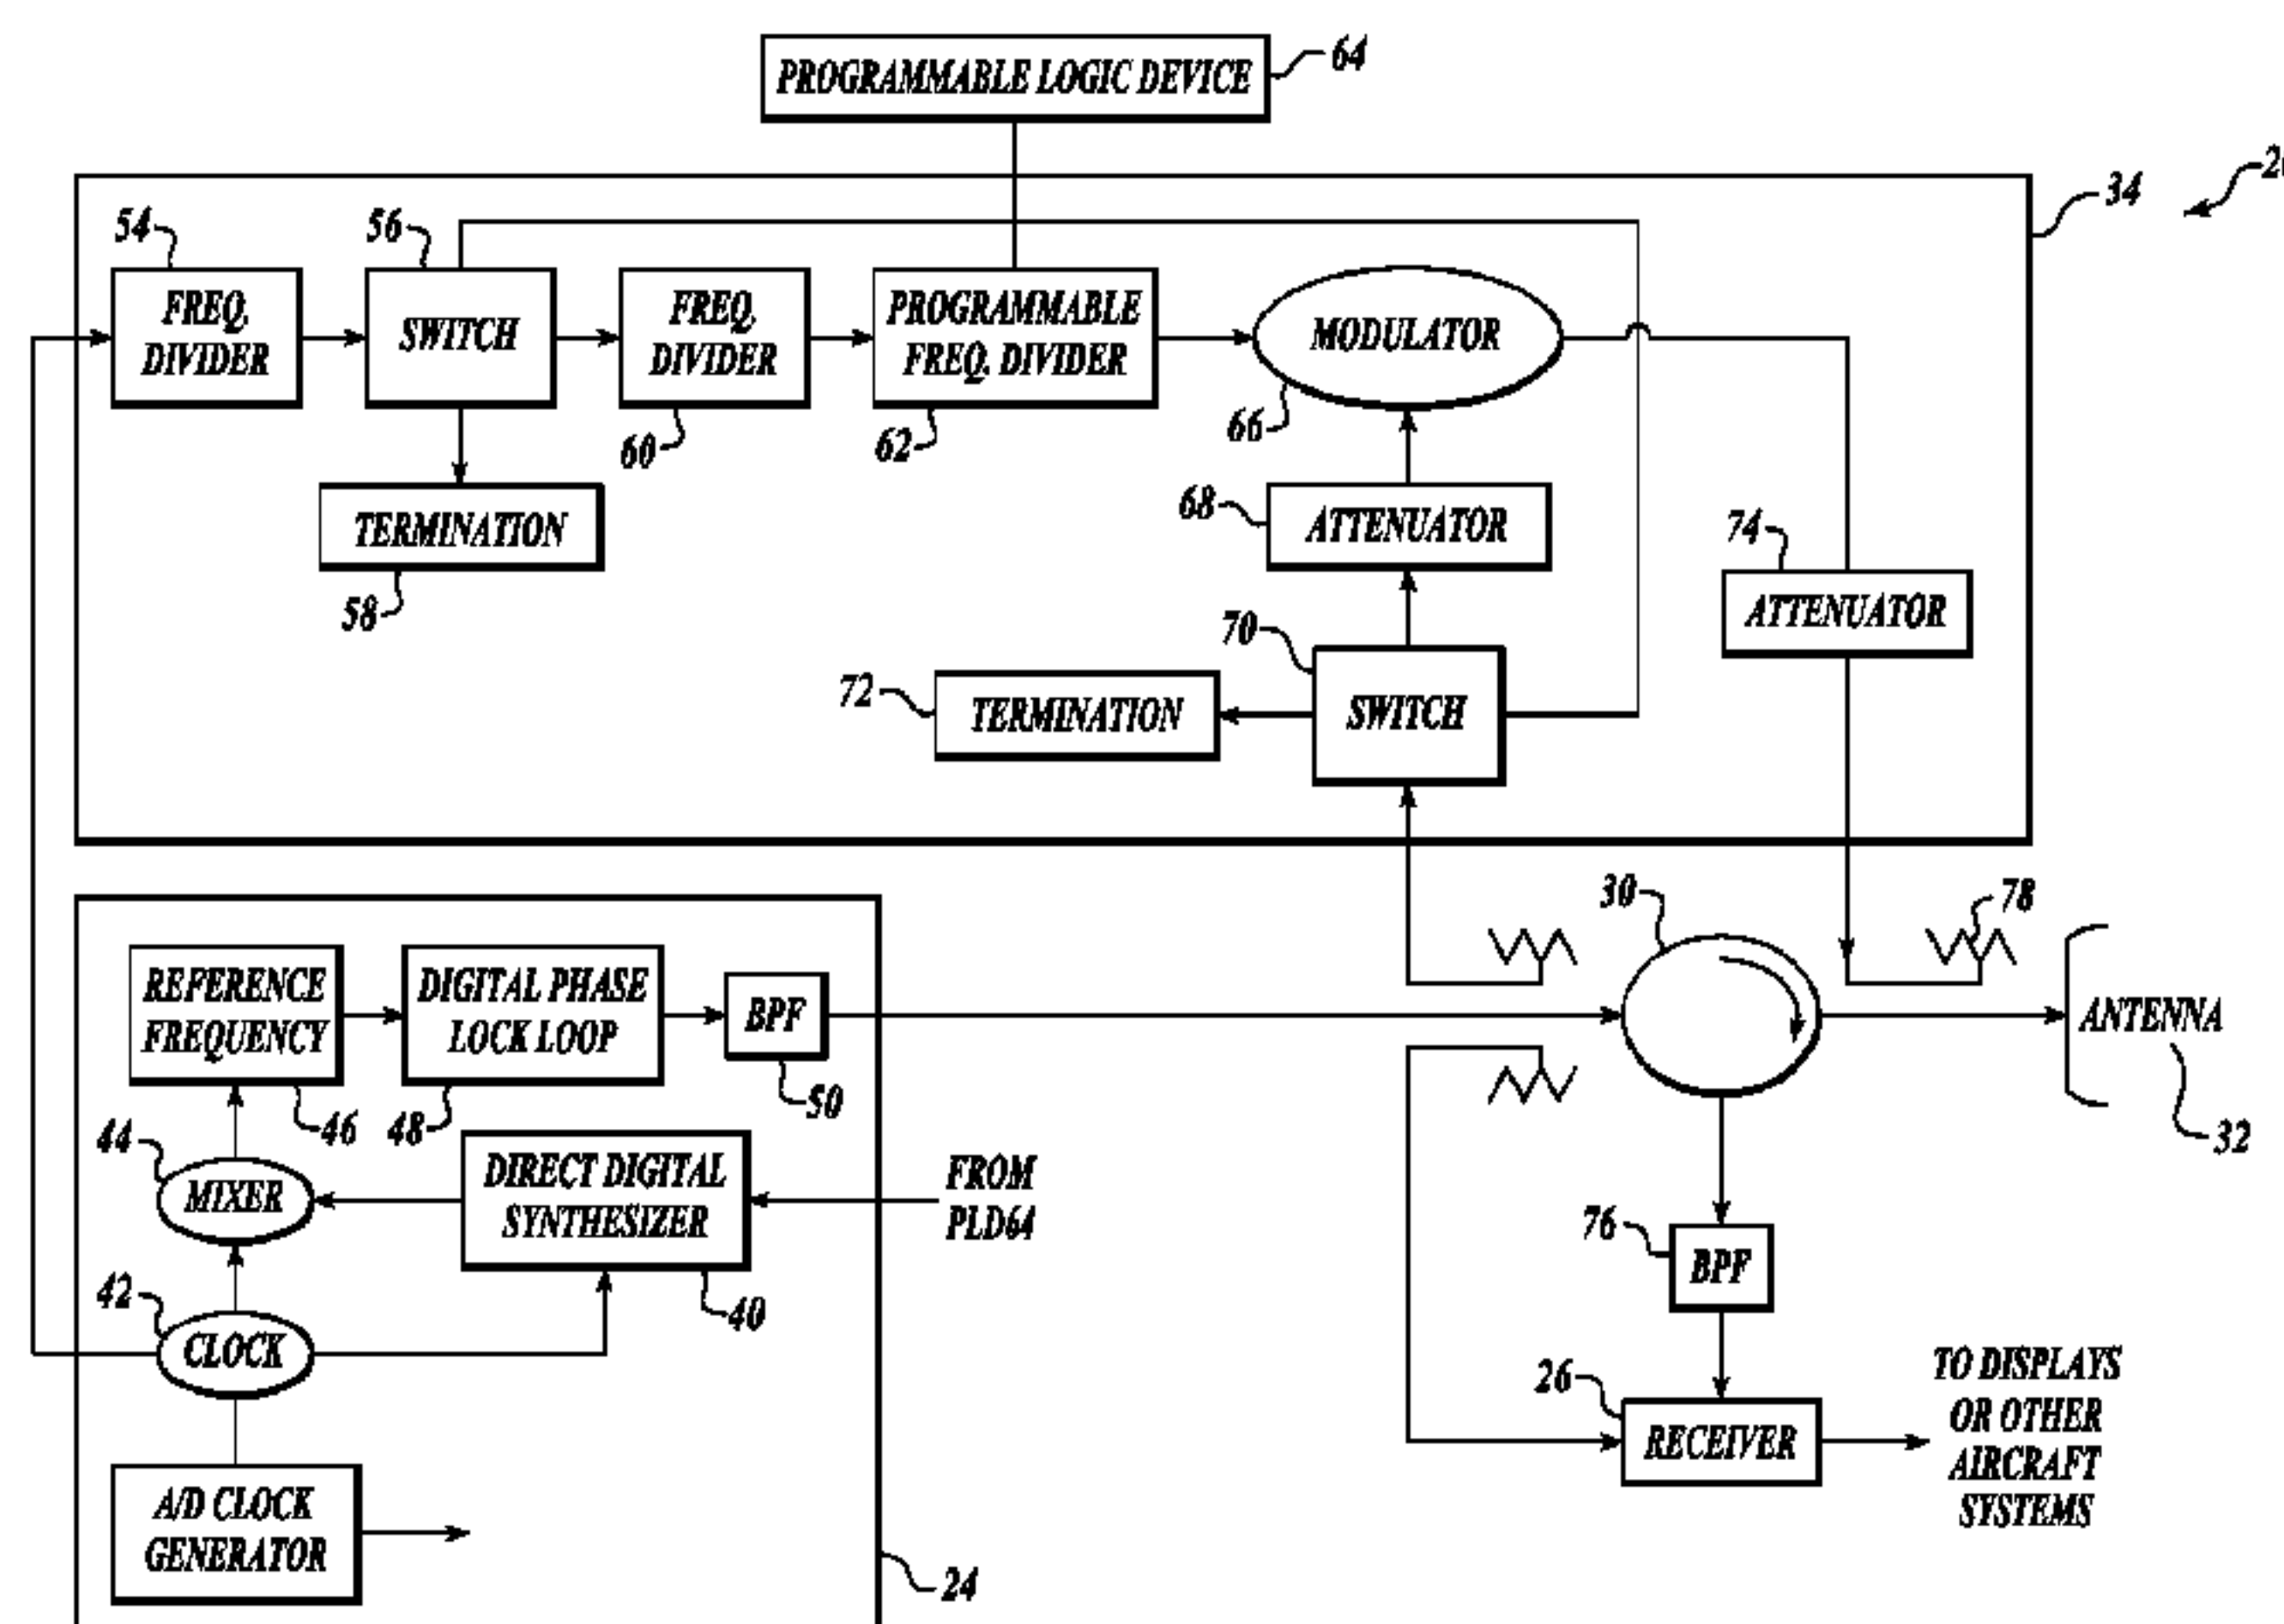 PROGRAMMABLE LOGIC DEVICE
64
34
54
56
FREQ.
DIVIDER
SWITCH
FREQ.
DIVIDER
PROGRAMMABLE
FREQ. DIVIDER
MODULATOR
60
62
66
TERMINATION
58
68
ATTENUATOR
74
ATTENUATOR
70
72
TERMINATION
SWITCH
30
78
REFERENCE
FREQUENCY
DIGITAL PHASE
LOCK LOOP
BPF
ANTENNA
46
48
50
32
44
MIXER
DIRECT DIGITAL
SYNTHESIZER
FROM
PLD64
76
BPF
42
CLOCK
40
26
RECEIVER
TO DISPLAYS
OR OTHER
AIRCRAFT
SYSTEMS
A/D CLOCK
GENERATOR
24